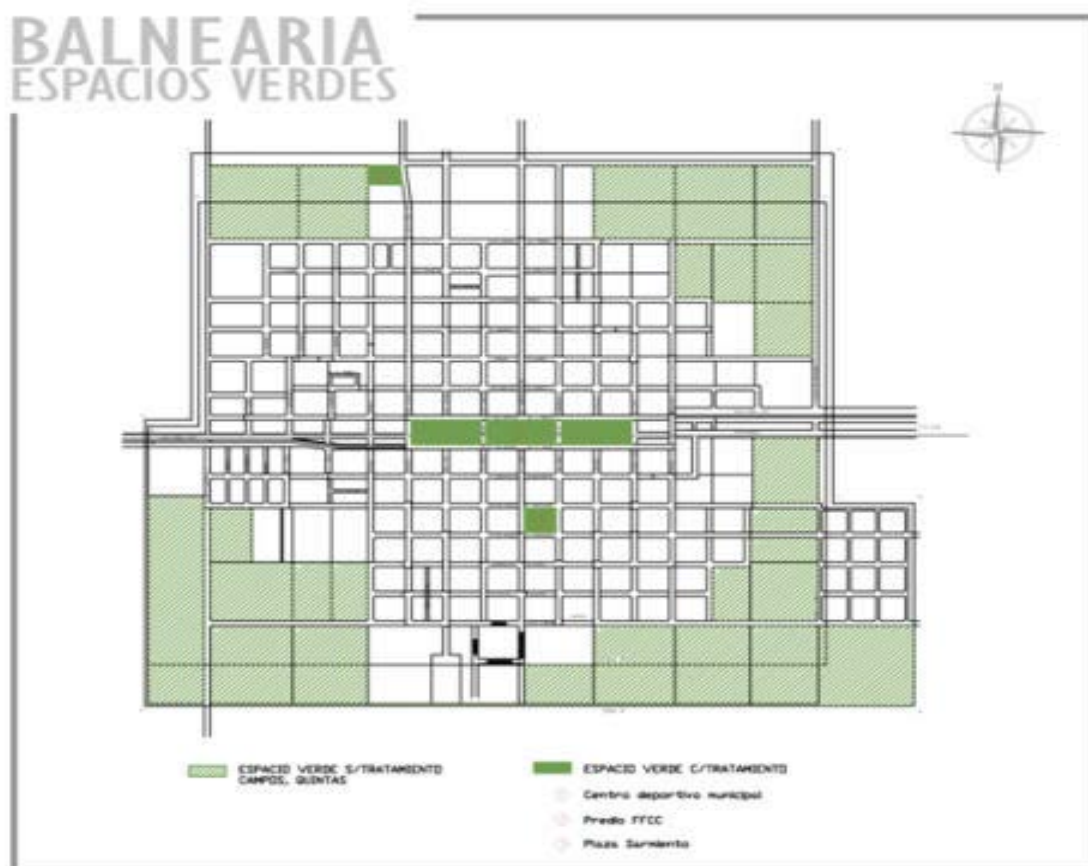 BALNEARIA
ESPACIOS VERDES
N
ESPACIO VERDE S/TRATAMIENTO
CAMPOS, QUINTAS
ESPACIO VERDE C/TRATAMIENTO
Centro deportivo municipal
Predio FFCC
Plaza Sarmiento